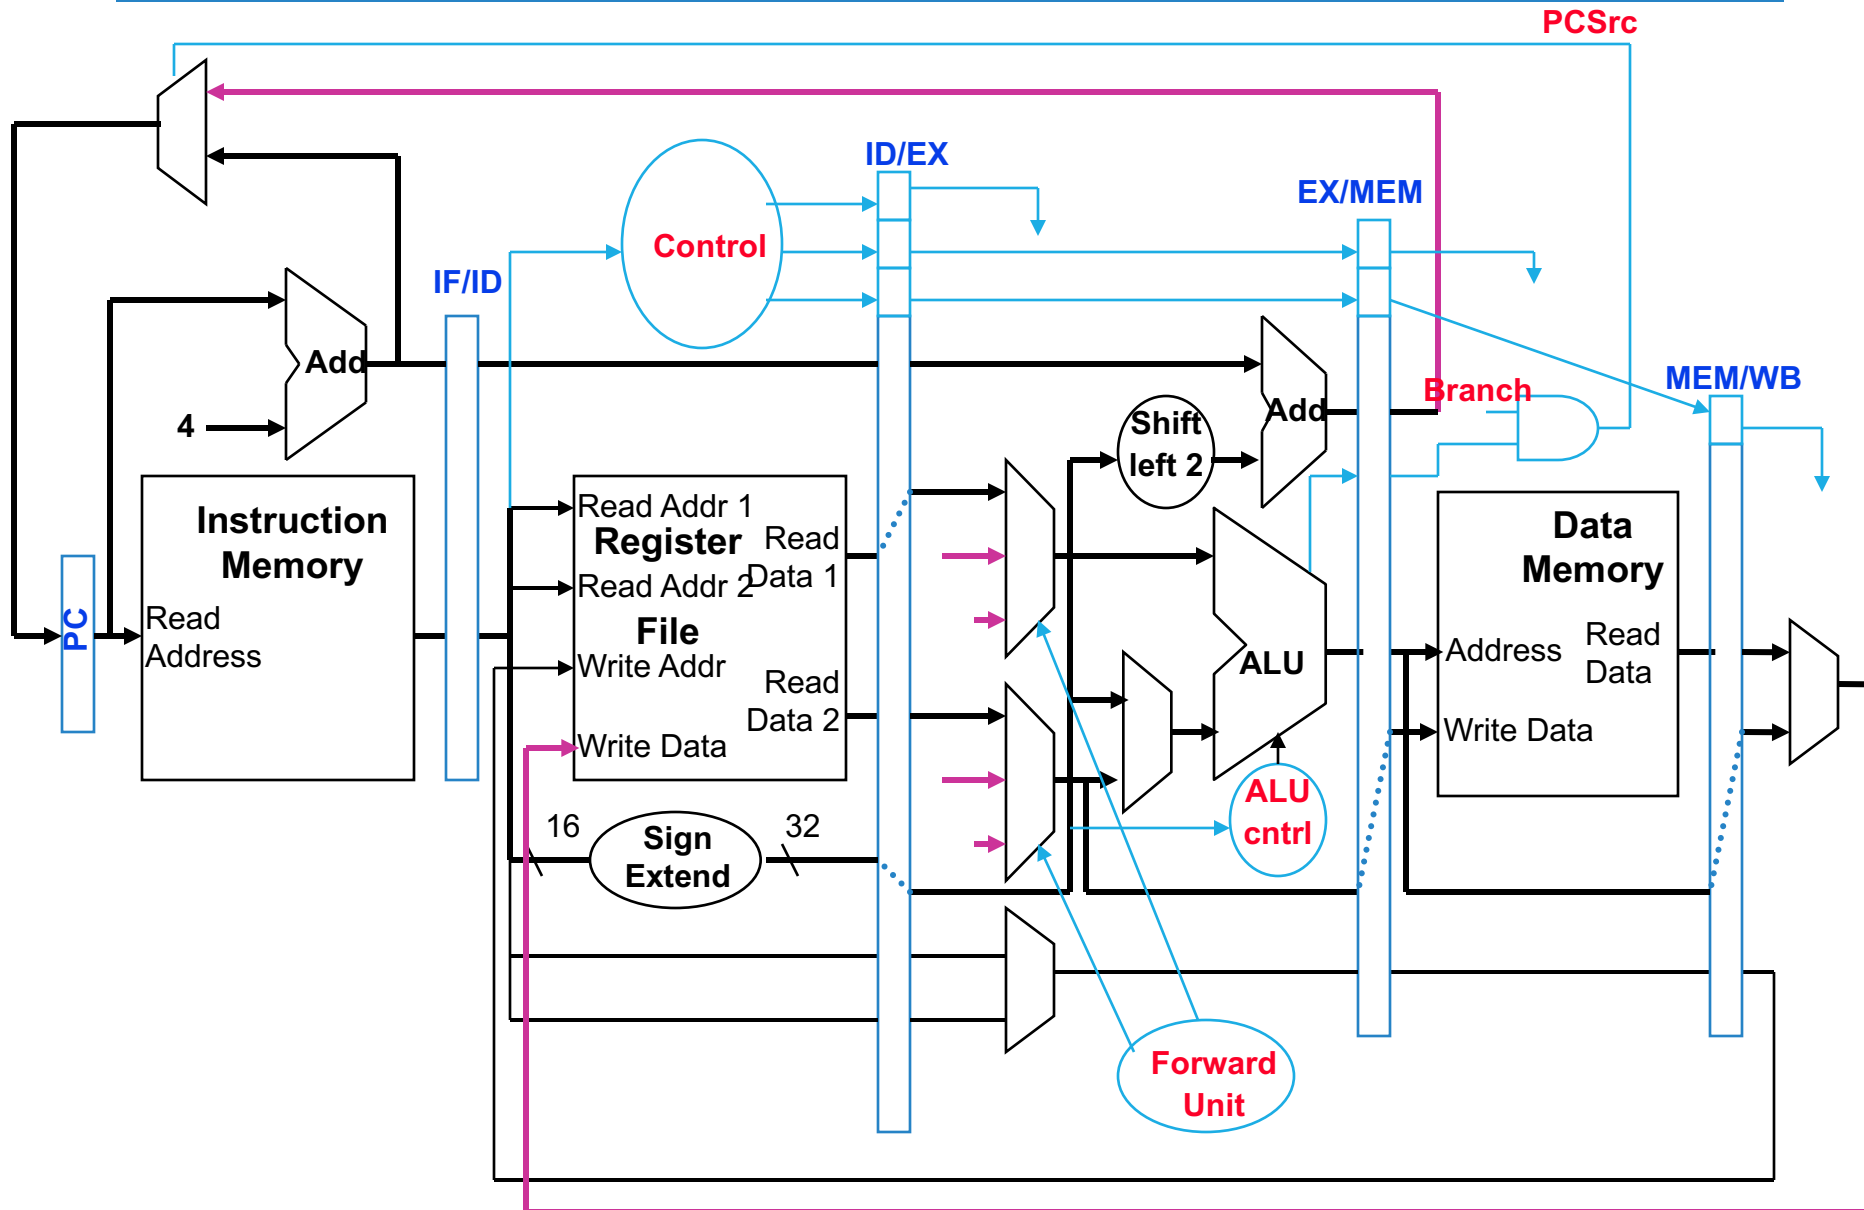 PCSrc
ID/EX
EX/MEM
Control
IF/ID
Add
4
MEM/WB
Branch
Add
Shift
left 2
Instruction
Memory
Read
Address
PC
Read Addr 1
Register
Read
Data 1
Read Addr 2
File
Write Addr
Read
Data 2
Write Data
16
Sign
Extend
32
ALU
ALU
cntrl
Data
Memory
Address
Read
Data
Write Data
Forward
Unit